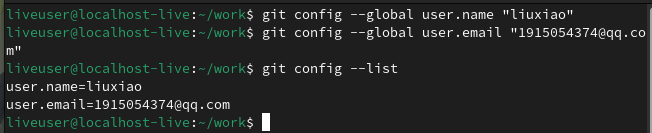 liveuser@localhost-live:~/work$ git config --global user.name "liuxiao"
liveuser@localhost-live:~/work$ git config --global user.email "1915054374@qq.co
m"
liveuser@localhost-live:~/work$ git config --list
user.name=liuxiao
user.email=1915054374@qq.com
liveuser@localhost-live:~/work$